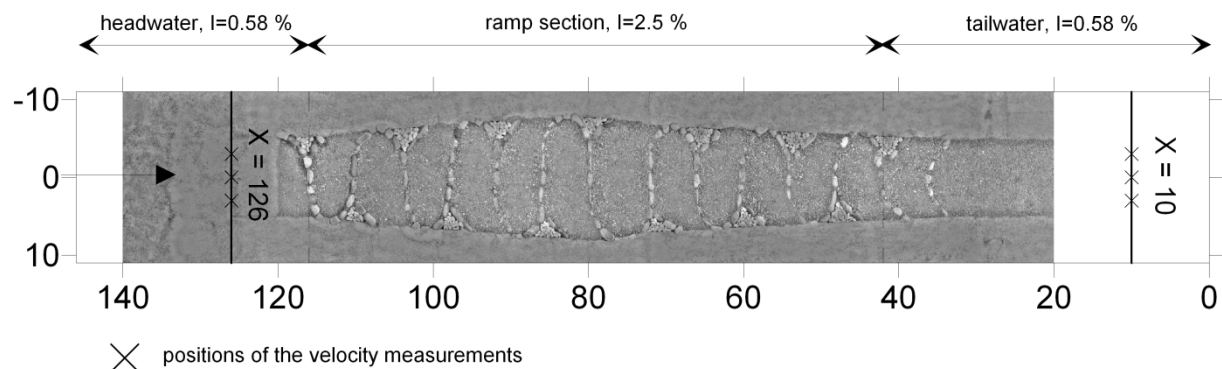 headwater, I=0.58 % ramp section, I=2.5 % tailwater, I=0.58 %
-10
0
10
X = 126
X = 10
140 120 100 80 60 40 20 0
positions of the velocity measurements